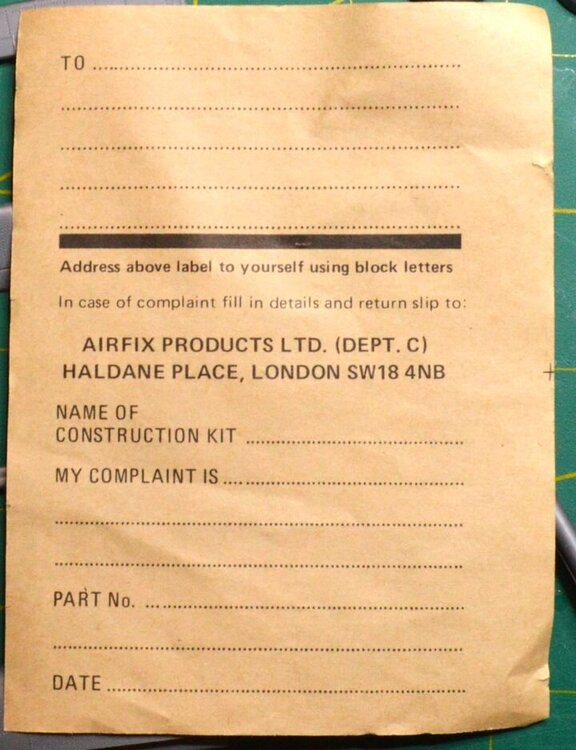 TO
Address above label to yourself using block letters
In case of complaint fill in details and return slip to:
AIRFIX PRODUCTS LTD. (DEPT. C)
HALDANE PLACE, LONDON SW18 4NB
NAME OF
CONSTRUCTION KIT
MY COMPLAINT IS
PART No.
DATE